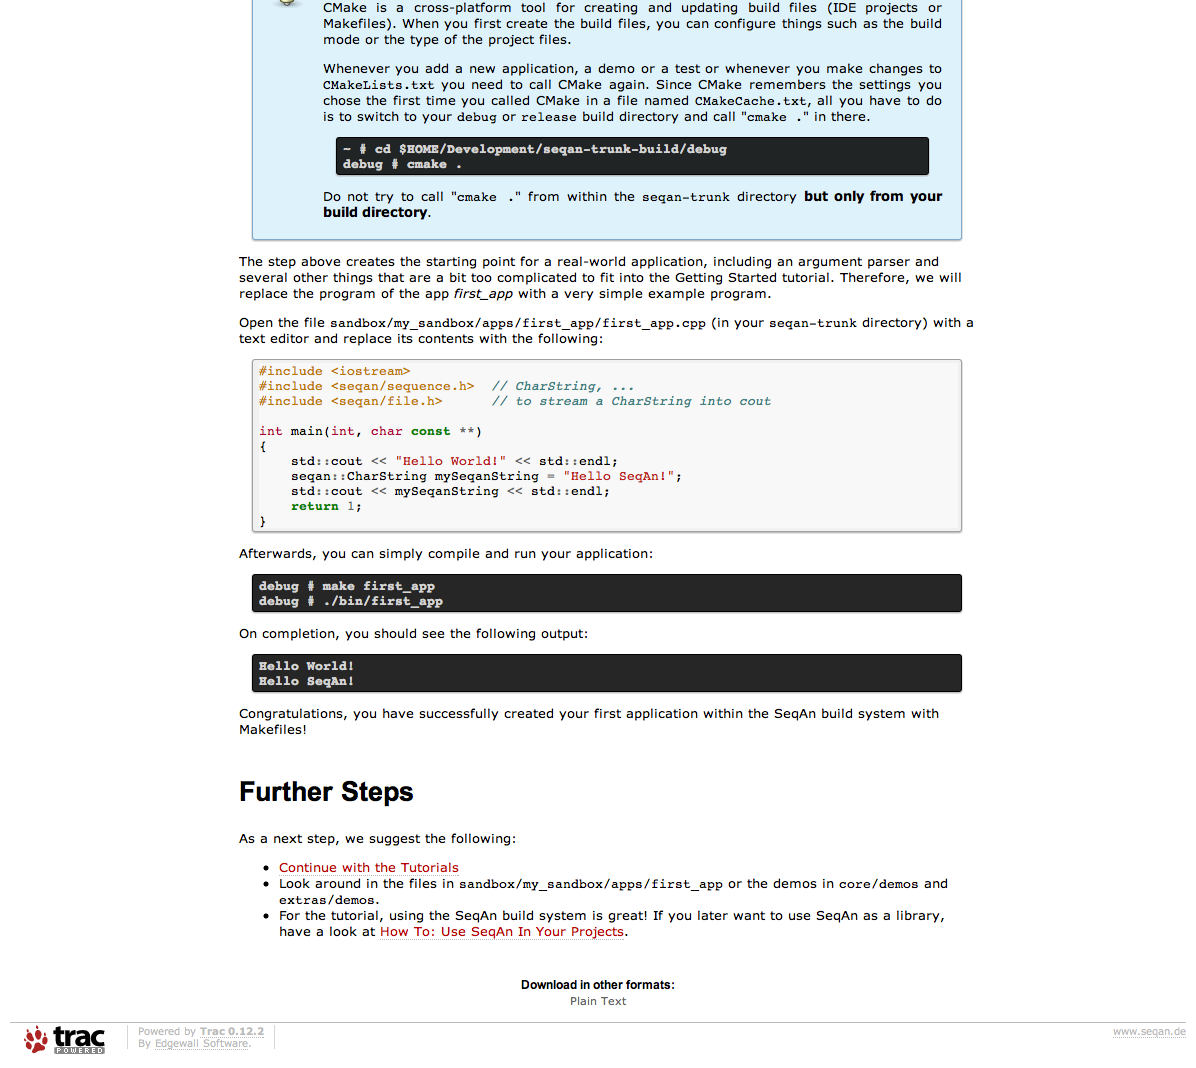 CMake is a cross-platform tool for creating and updating build files (IDE projects or
Makefiles). When you first create the build files, you can configure things such as the build
mode or the type of the project files.
Whenever you add a new application, a demo or a test or whenever you make changes to
CMakeLists.txt you need to call CMake again. Since CMake remembers the settings you
chose the first time you called CMake in a file named CMakeCache.txt, all you have to do
is to switch to your debug or release build directory and call "cmake ." in there.
~ # cd $HOME/Development/seqan-trunk-build/debug
debug # cmake .
Do not try to call "cmake ." from within the seqan-trunk directory but only from your
build directory.
The step above creates the starting point for a real-world application, including an argument parser and
several other things that are a bit too complicated to fit into the Getting Started tutorial. Therefore, we will
replace the program of the app first_app with a very simple example program.
Open the file sandbox/my_sandbox/apps/first_app/first_app.cpp (in your seqan-trunk directory) with a
text editor and replace its contents with the following:
#include <iostream>
#include <seqan/sequence.h>  // CharString, ...
#include <seqan/file.h>      // to stream a CharString into cout
int main(int, char const **)
{
    std::cout << "Hello World!" << std::endl;
    seqan::CharString mySeqanString = "Hello SeqAn!";
    std::cout << mySeqanString << std::endl;
    return 1;
}
Afterwards, you can simply compile and run your application:
debug # make first_app
debug # ./bin/first_app
On completion, you should see the following output:
Hello World!
Hello SeqAn!
Congratulations, you have successfully created your first application within the SeqAn build system with
Makefiles!
Further Steps
As a next step, we suggest the following:
• Continue with the Tutorials
• Look around in the files in sandbox/my_sandbox/apps/first_app or the demos in core/demos and
extras/demos.
• For the tutorial, using the SeqAn build system is great! If you later want to use SeqAn as a library,
have a look at How To: Use SeqAn In Your Projects.
Download in other formats:
Plain Text
trac
POWERED
Powered by Trac 0.12.2
By Edgewall Software.
www.seqan.de